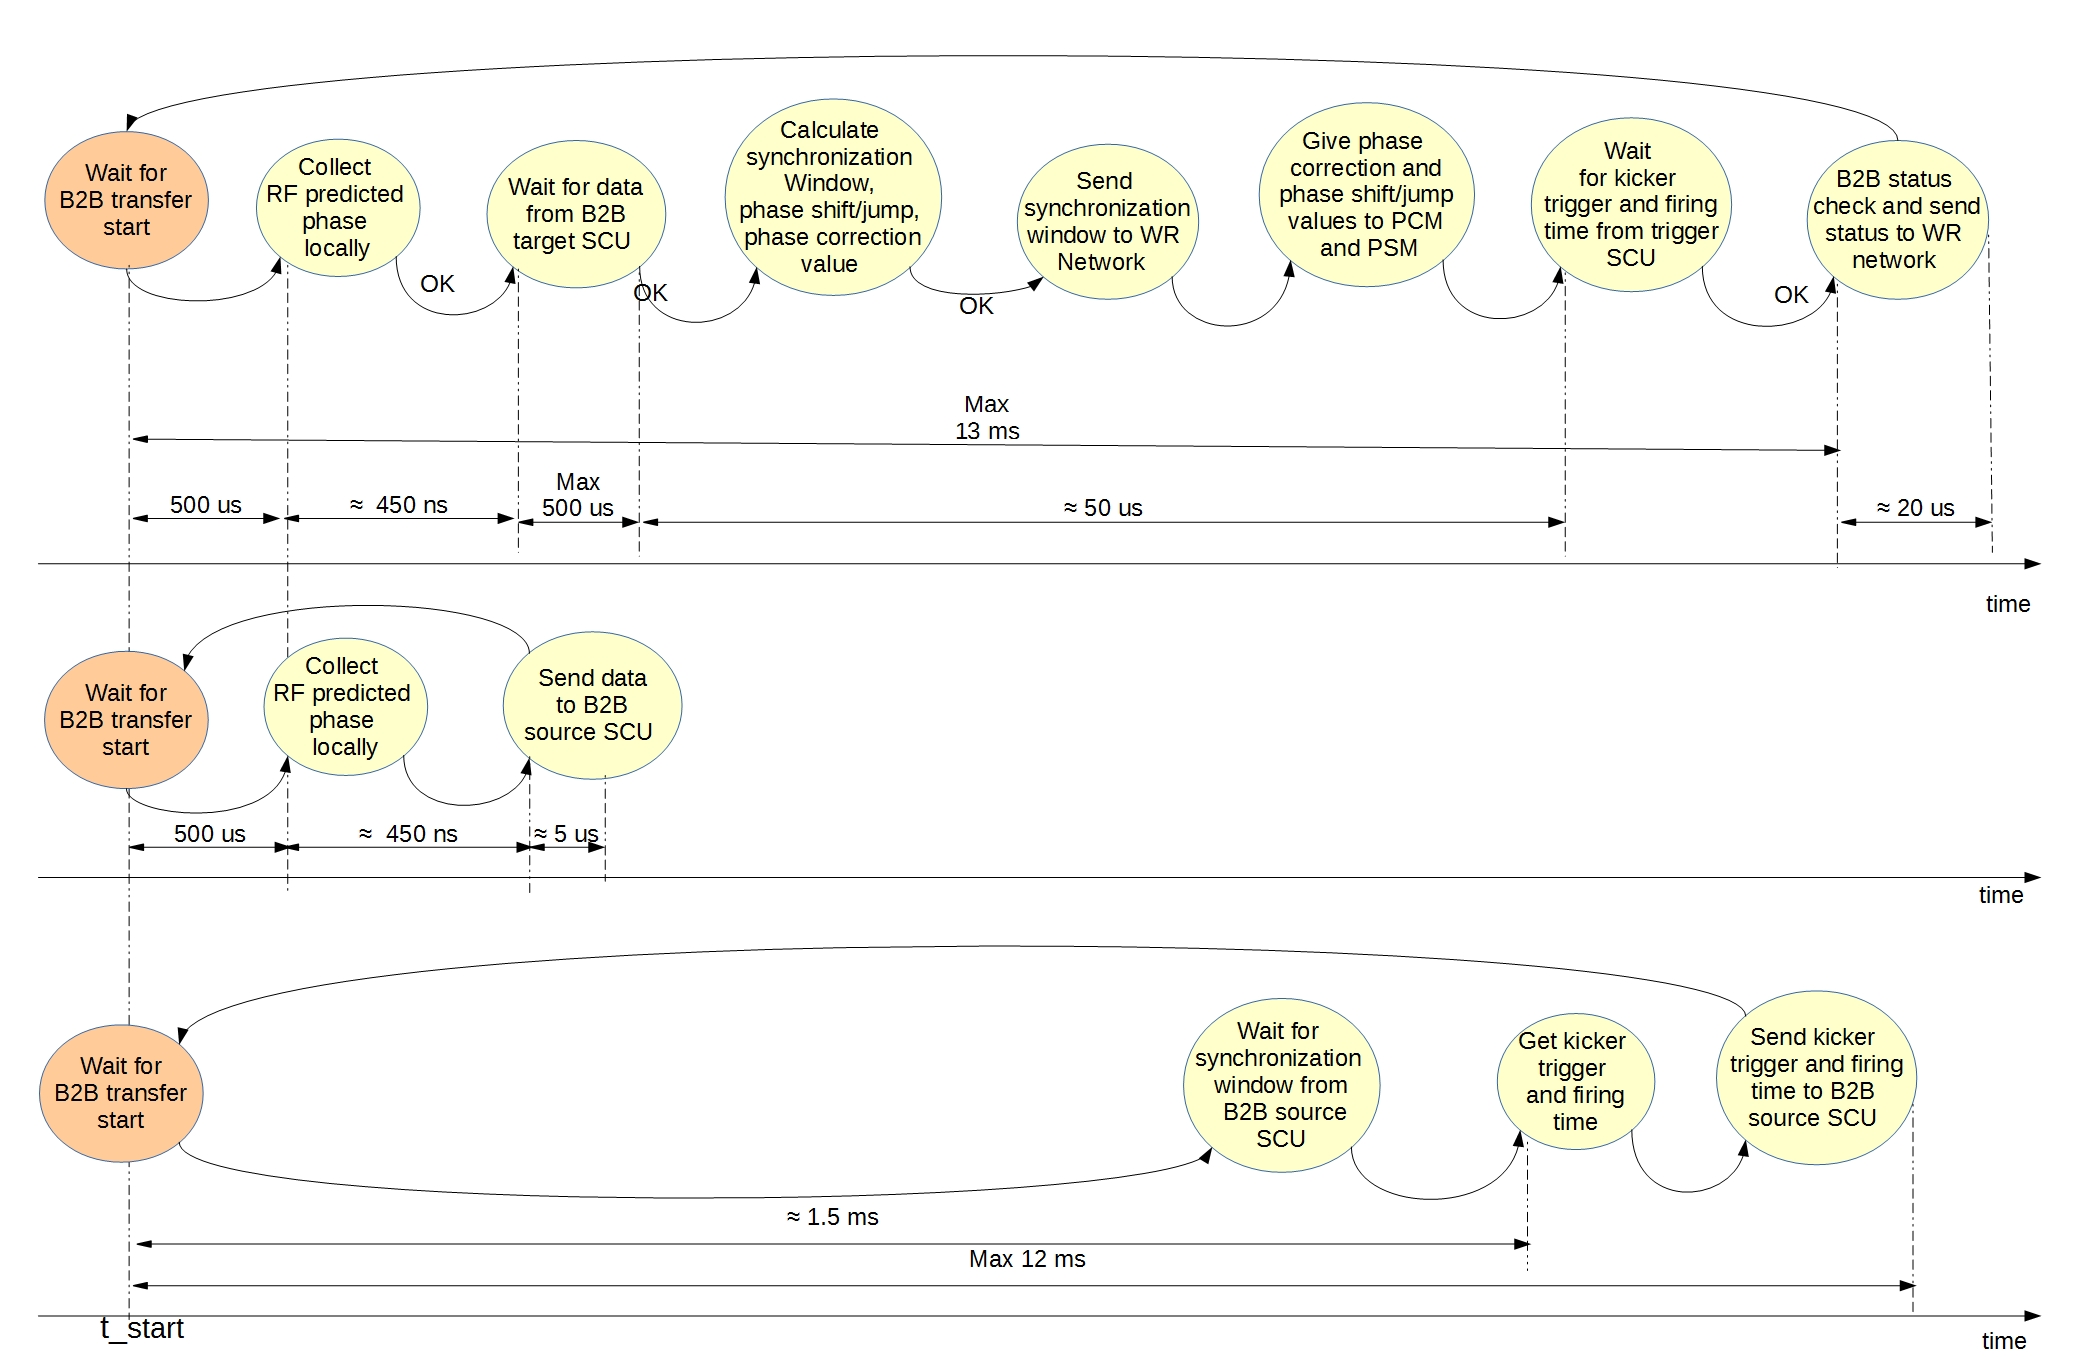 Wait for
B2B transfer
start
Collect
RF predicted
phase
locally
OK
Wait for data
from B2B
target SCU
OK
Calculate
synchronization
Window,
phase shift/jump,
phase correction
value
OK
Send
synchronization
window to WR
Network
Give phase
correction and
phase shift/jump
values to PCM
and PSM
Wait
for kicker
trigger and firing
time from trigger
SCU
OK
B2B status
check and send
status to WR
network
Max
13 ms
500 us
≈ 450 ns
Max
500 us
≈ 50 us
≈ 20 us
time
Wait for
B2B transfer
start
Collect
RF predicted
phase
locally
Send data
to B2B
source SCU
500 us
≈ 450 ns
≈ 5 us
time
Wait for
B2B transfer
start
Wait for
synchronization
window from
B2B source
SCU
Get kicker
trigger
and firing
time
Send kicker
trigger and firing
time to B2B
source SCU
≈ 1.5 ms
Max 12 ms
t_start
time